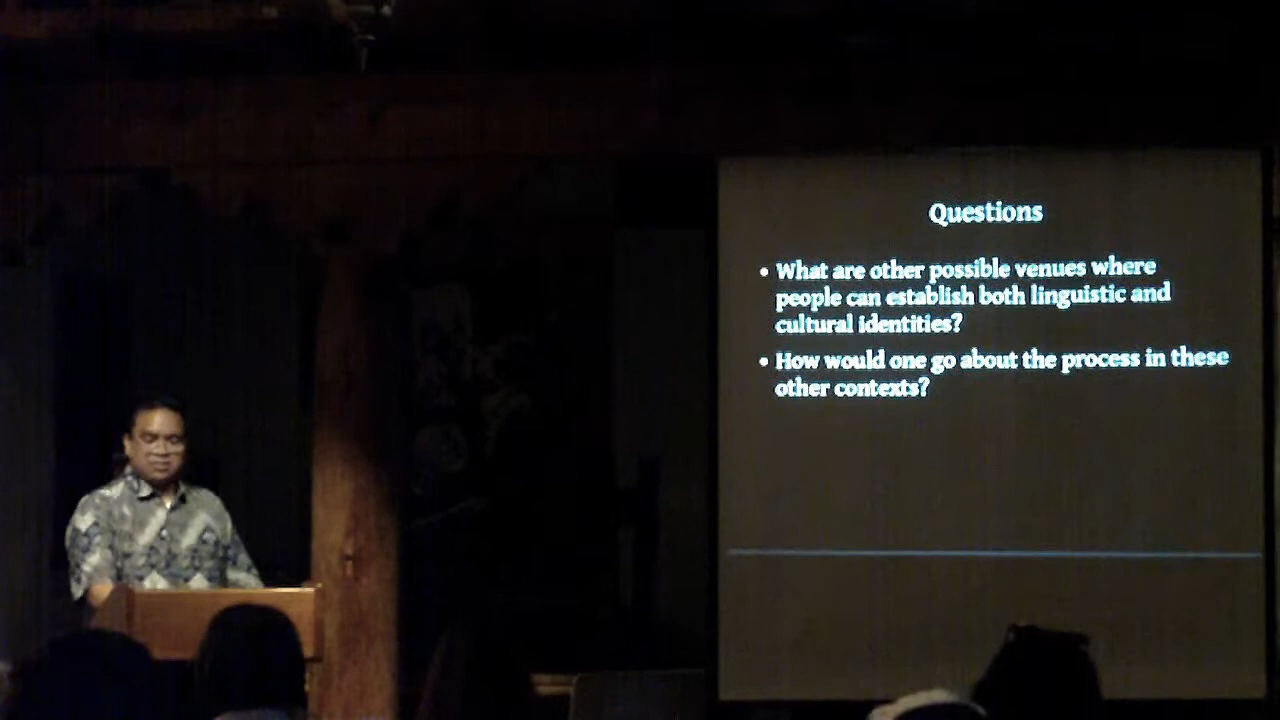 Questions
• What are other possible venues where
people can establish both linguistic and
cultural identities?
• How would one go about the process in these
other contexts?